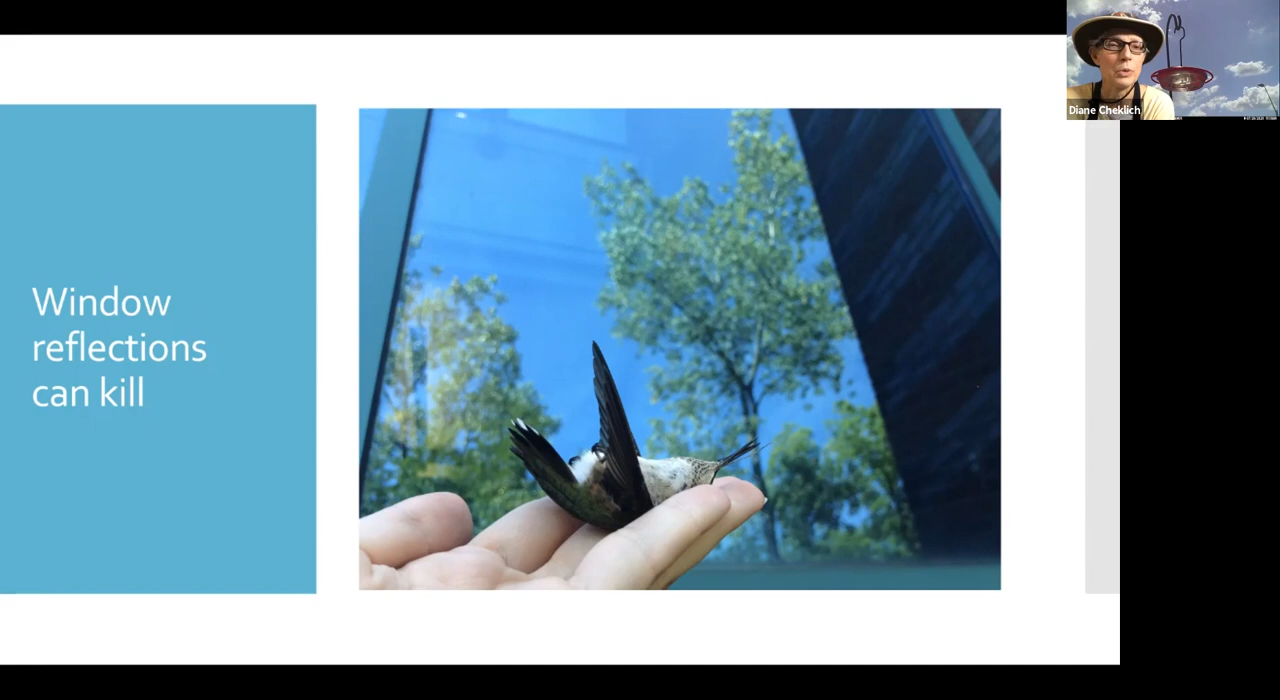 Diane Cheklich
Window
reflections
can kill